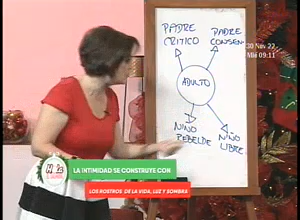 PADRE
CRITICO
PADRE
CONSEN
30 Nov 22
Mié 09:11
ADULTO
NIÑO
REBELDE
NIÑO
LIBRE
LA INTIMIDAD SE CONSTRUYE CON
LOS ROSTROS DE LA VIDA, LUZ Y SOMBRAS